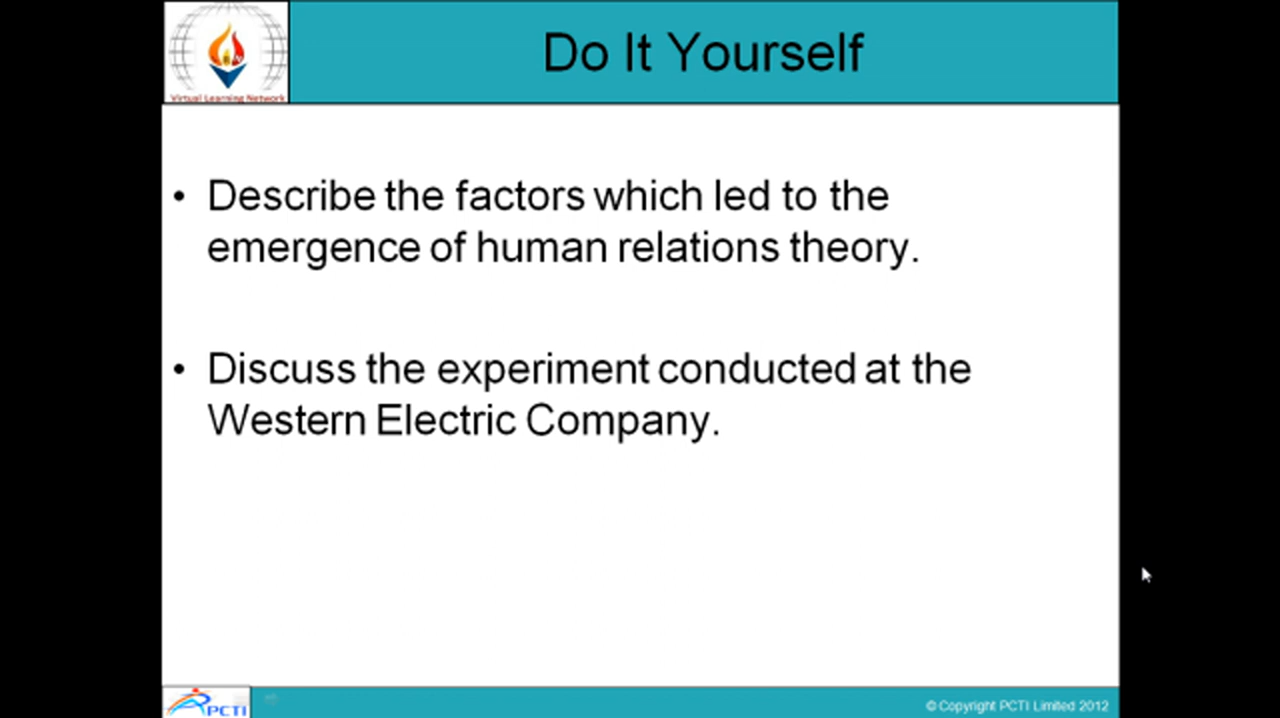 Do It Yourself
Virtual Learning Network
• Describe the factors which led to the
emergence of human relations theory.
• Discuss the experiment conducted at the
Western Electric Company.
PCTI
© Copyright PCTI Limited 2012